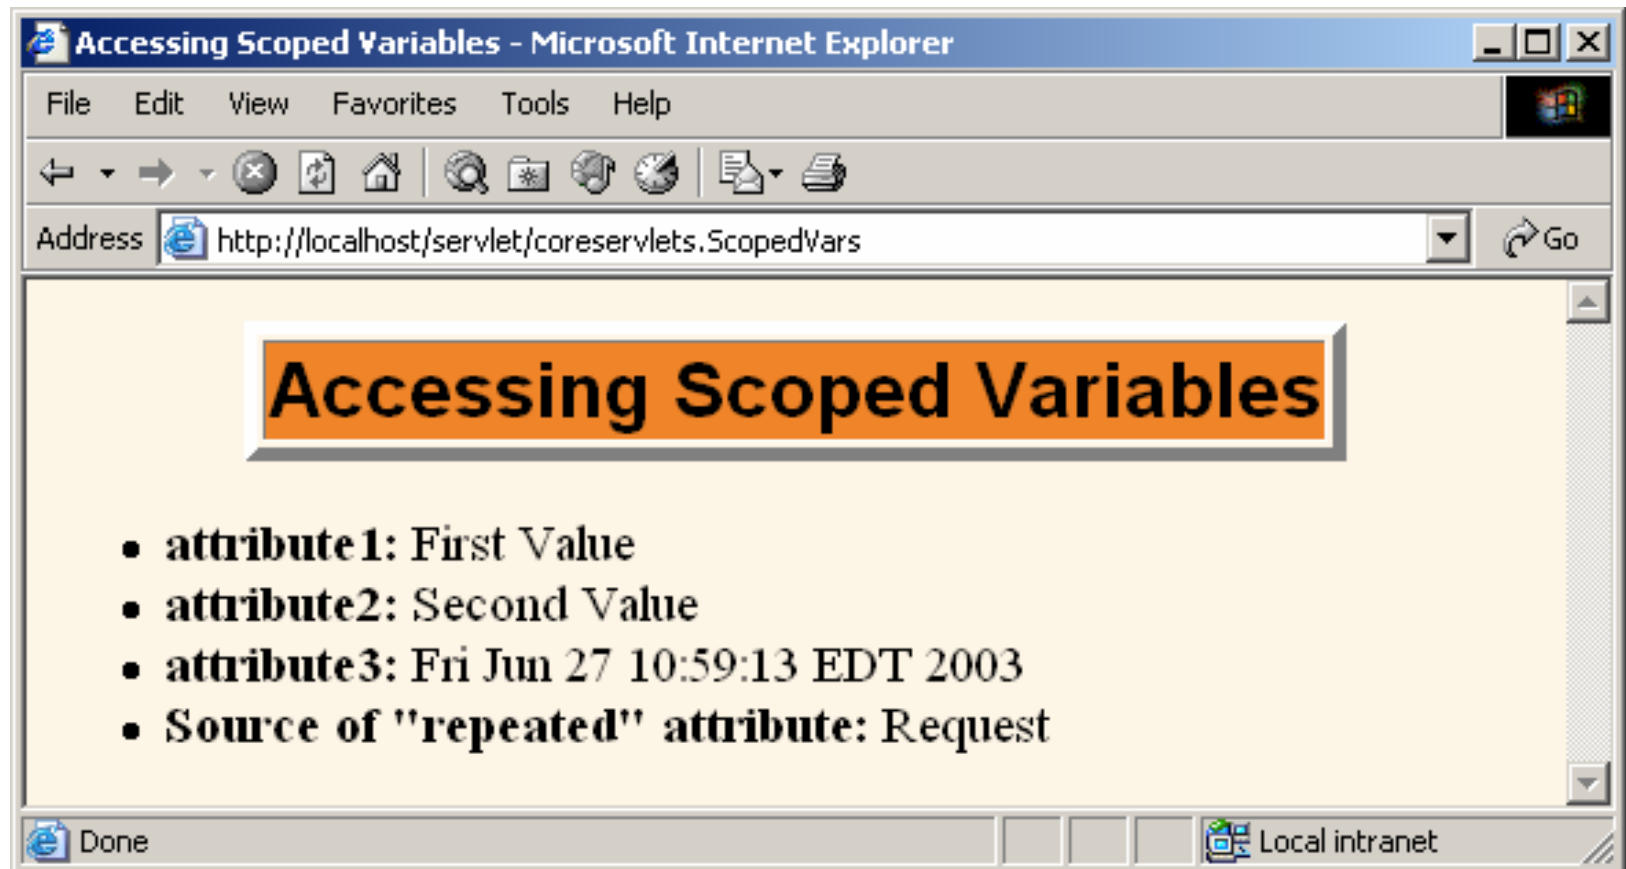 Accessing Scoped Variables - Microsoft Internet Explorer
File Edit View Favorites Tools Help
Address http://localhost/servlet/coreservlets.ScopedVars Go
Accessing Scoped Variables
• attribute1: First Value
• attribute2: Second Value
• attribute3: Fri Jun 27 10:59:13 EDT 2003
• Source of "repeated" attribute: Request
Done Local intranet